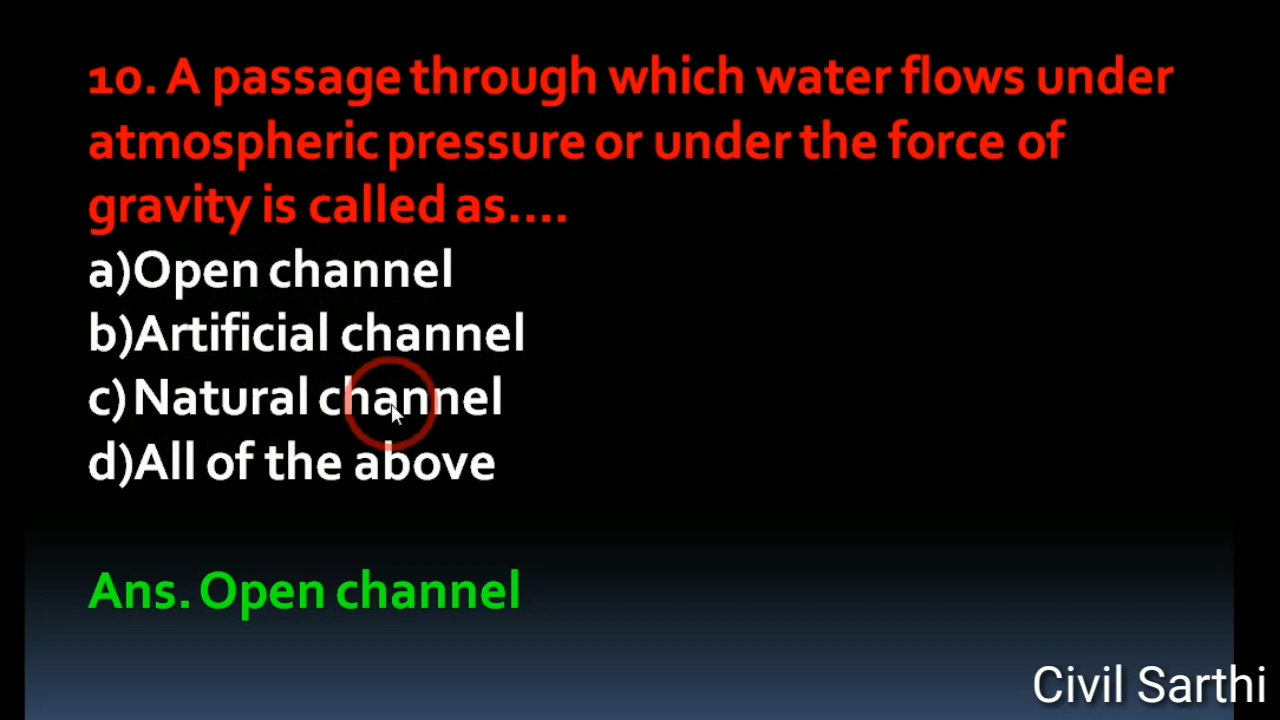 10. A passage through which water flows under
atmospheric pressure or under the force of
gravity is called as....
a)Open channel
b)Artificial channel
c)Natural channel
d)All of the above
Ans. Open channel
Civil Sarthi